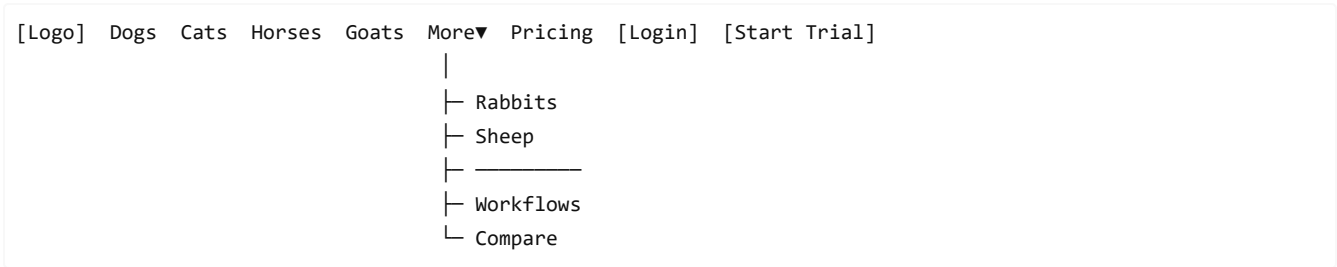 [Logo]  Dogs  Cats  Horses  Goats  More▼  Pricing  [Login]  [Start Trial]
│
├─ Rabbits
├─ Sheep
├─ ─────────
├─ Workflows
└─ Compare